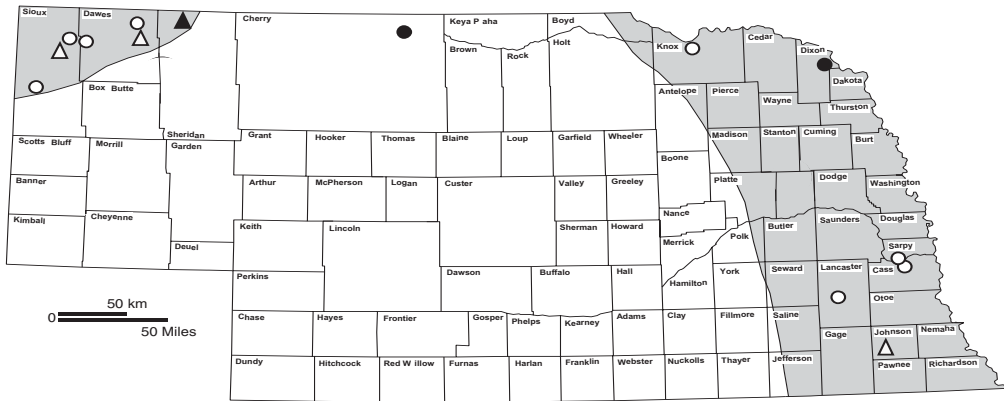 Sioux
Dawes
Cherry
Keya Paha
Boyd
Holt
Knox
Cedar
Dixon
Dakota
Brown
Rock
Antelope
Pierce
Wayne
Thurston
Box Butte
Sheridan
Grant
Hooker
Thomas
Blaine
Loup
Garfield
Wheeler
Madison
Stanton
Cuming
Burt
Scotts Bluff
Morrill
Garden
Boone
Banner
Arthur
McPherson
Logan
Custer
Valley
Greeley
Platte
Dodge
Washington
Kimball
Cheyenne
Keith
Lincoln
Sherman
Howard
Nance
Merrick
Polk
Butler
Saunders
Douglas
Sarpy
Deuel
Perkins
Dawson
Buffalo
Hall
Hamilton
York
Seward
Lancaster
Cass
Otoe
50 km
0
50 Miles
Chase
Hayes
Frontier
Gosper
Phelps
Kearney
Adams
Clay
Fillmore
Saline
Gage
Johnson
Nemaha
Dundy
Hitchcock
Red W illow
Furnas
Harlan
Franklin
Webster
Nuckolls
Thayer
Jefferson
Pawnee
Richardson